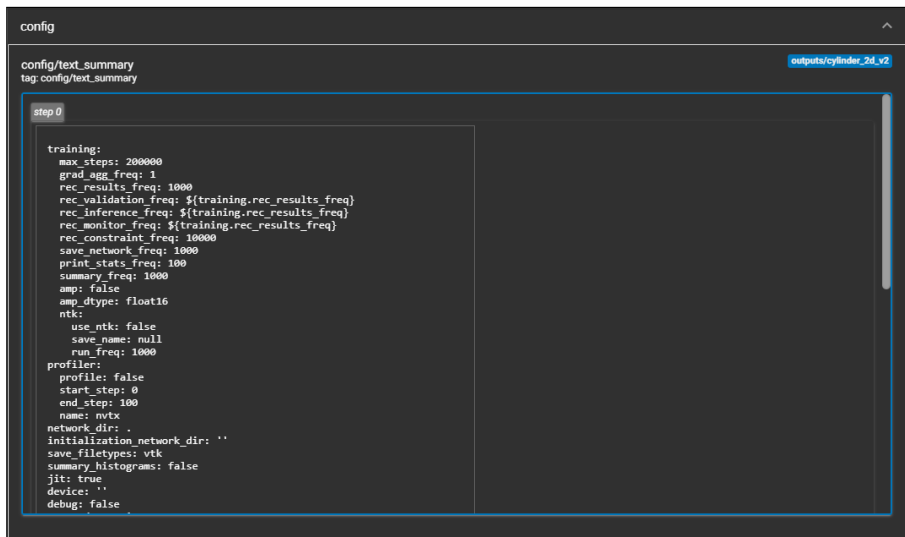 config
config/text_summary
outputs/cylinder_2d_v2
tag: config/text_summary
step 0
training:
  max_steps: 200000
  grad_agg_freq: 1
  rec_results_freq: 1000
  rec_validation_freq: ${training.rec_results_freq}
  rec_inference_freq: ${training.rec_results_freq}
  rec_monitor_freq: ${training.rec_results_freq}
  rec_constraint_freq: 10000
  save_network_freq: 1000
  print_stats_freq: 100
  summary_freq: 1000
  amp: false
  amp_dtype: float16
  ntk:
    use_ntk: false
    save_name: null
    run_freq: 1000
profiler:
  profile: false
  start_step: 0
  end_step: 100
  name: nvtx
network_dir: .
initialization_network_dir: ''
save_filetypes: vtk
summary_histograms: false
jit: true
device: ''
debug: false